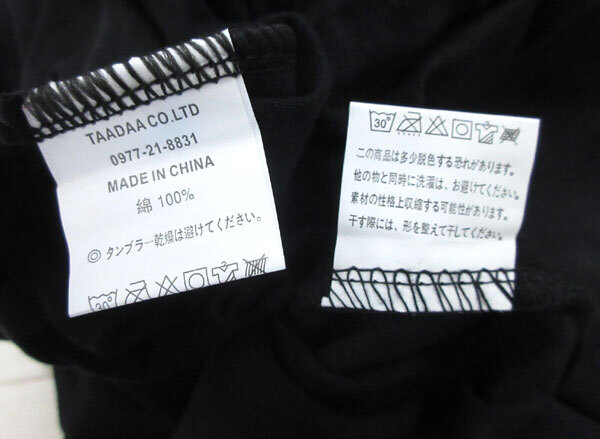 TAADAA CO.LTD
0977-21-8831
MADE IN CHINA
綿 100%
◎ タンブラー乾燥は避けてください。
30
30°
二の商品は多少脱色する恐れがあります。
他の物と同時に洗濯は、お避けてください。
素材の性格上収縮する可能性があります。
干す際には、形を整えて干してください。